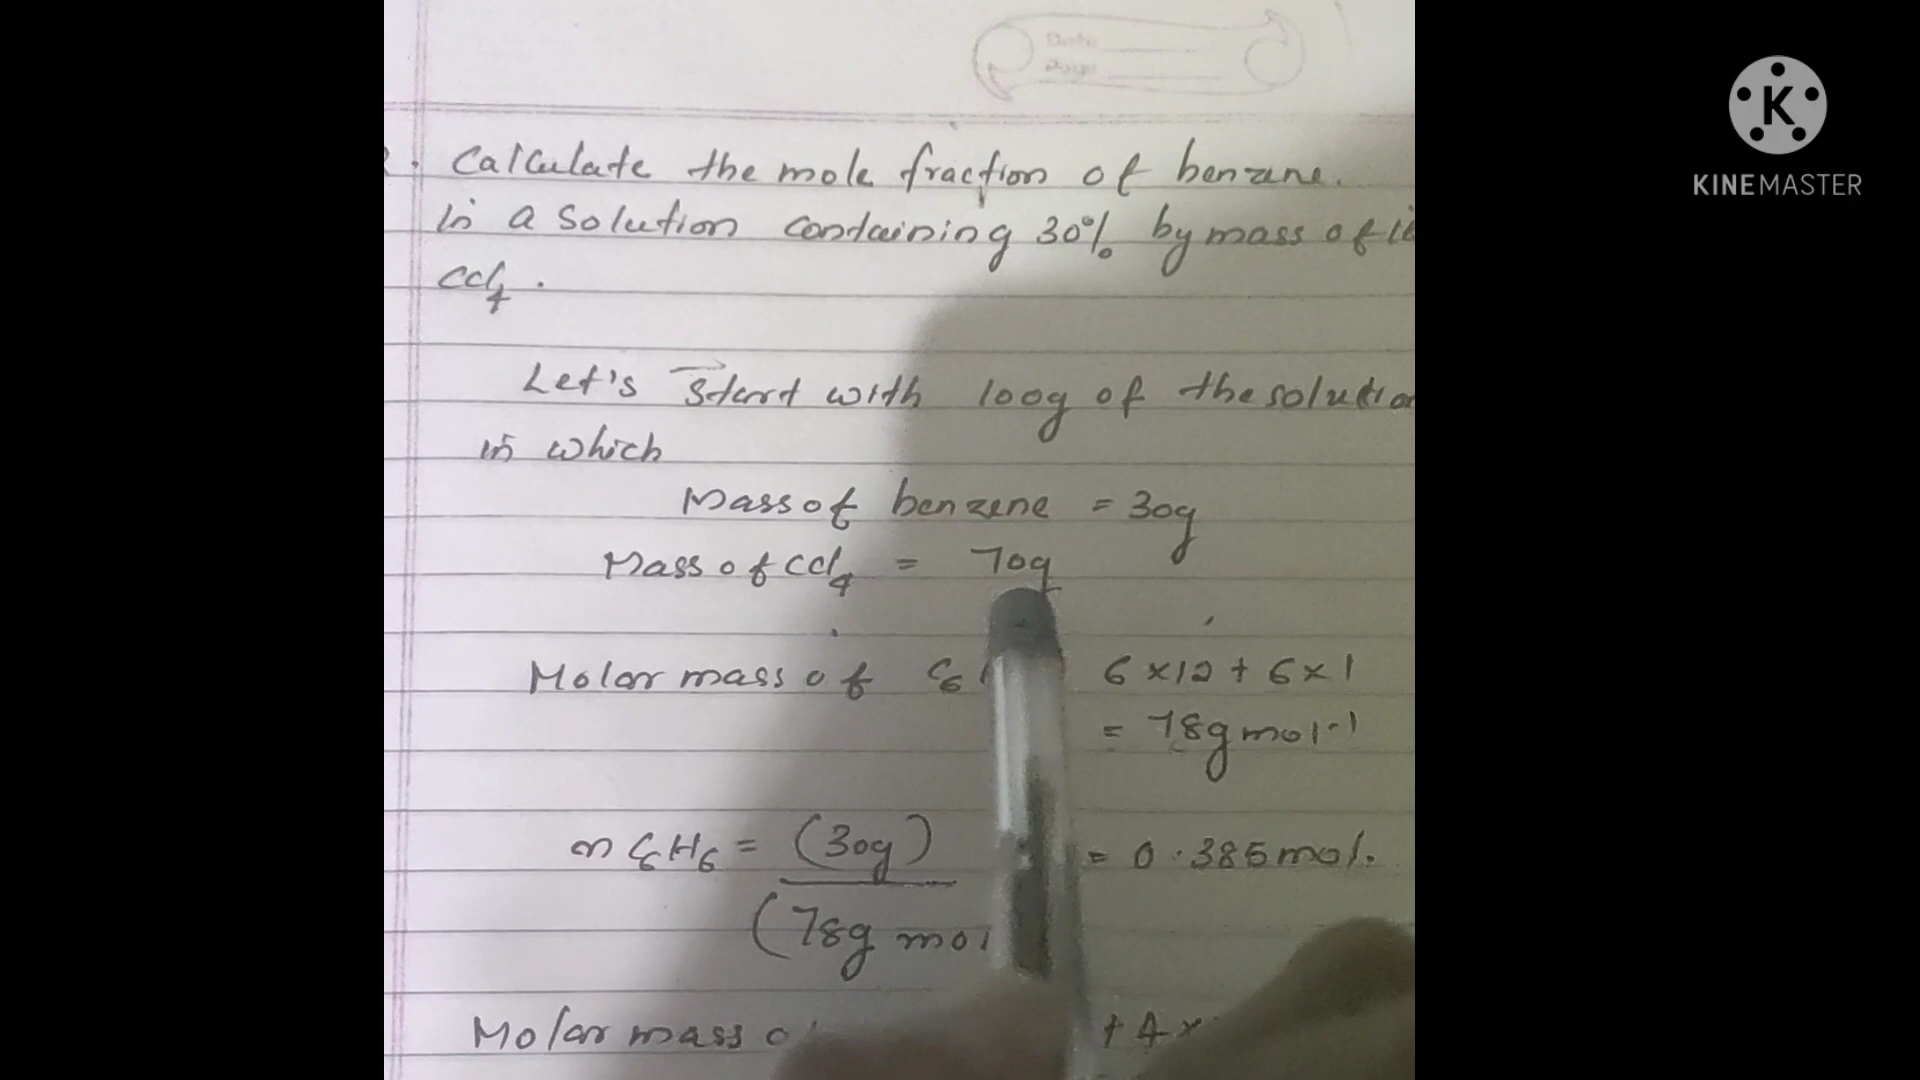 Date
Page
K
KINEMASTER
Calculate the mole fraction of benzene.
in a solution containing 30% by mass of
CCl4.
Let's start with 100g of the solution
in which
Mass of benzene = 30g
Mass of CCl4 = 70g
Molar mass of C6 6×12 + 6×1
= 78g mol-1
n C6H6 = (30g) = 0.385 mol.
(78g mol
Molar mass + 4×